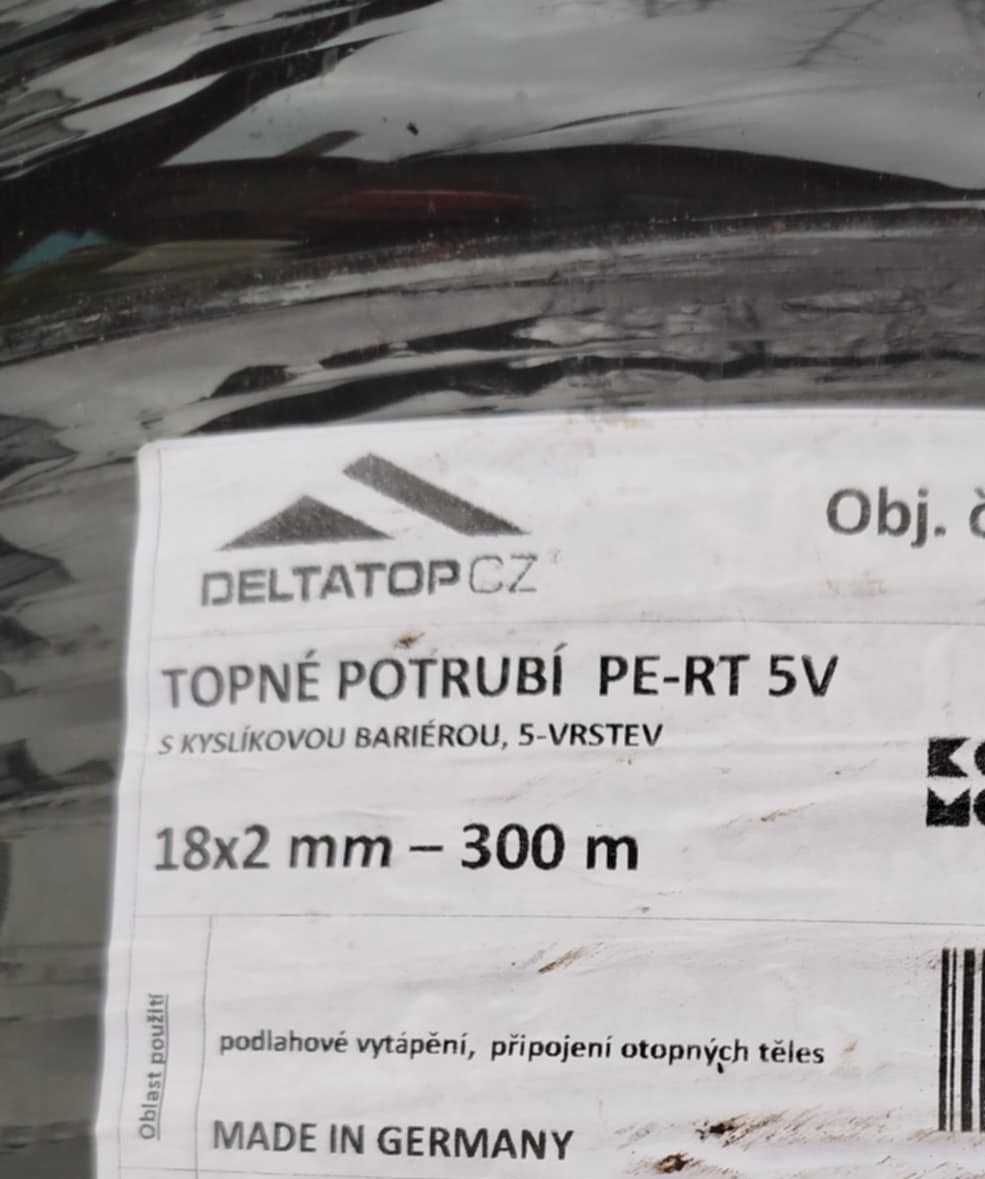 DELTATOP CZ
Obj. č
TOPNÉ POTRUBÍ PE-RT 5V
S KYSLÍKOVOU BARIÉROU, 5-VRSTEV
18x2 mm – 300 m
Oblast použití
podlahové vytápění, připojení otopných těles
MADE IN GERMANY